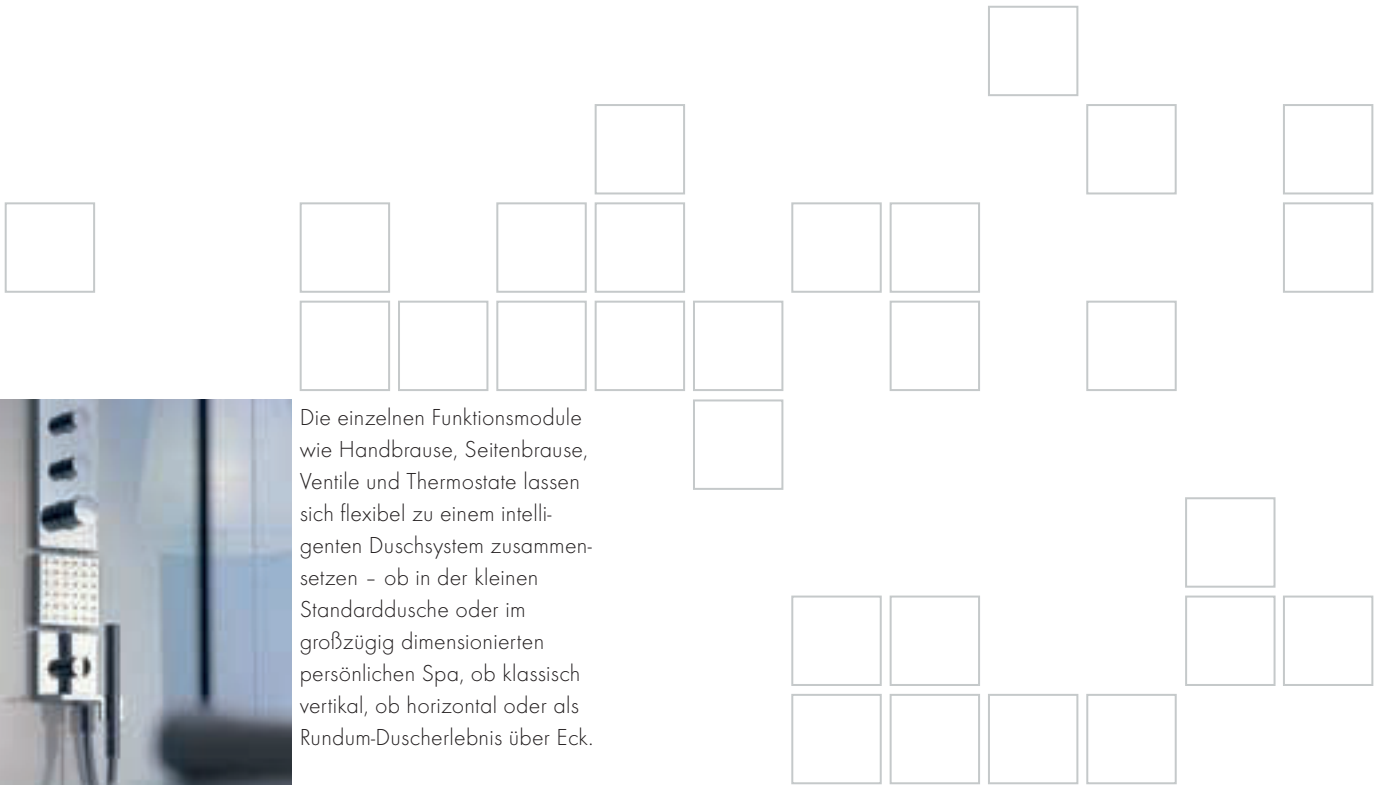 Die einzelnen Funktionsmodule
wie Handbrause, Seitenbrause,
Ventile und Thermostate lassen
sich flexibel zu einem intelli-
genten Duschsystem zusammen-
setzen – ob in der kleinen
Standarddusche oder im
großzügig dimensionierten
persönlichen Spa, ob klassisch
vertikal, ob horizontal oder als
Rundum-Duscherlebnis über Eck.